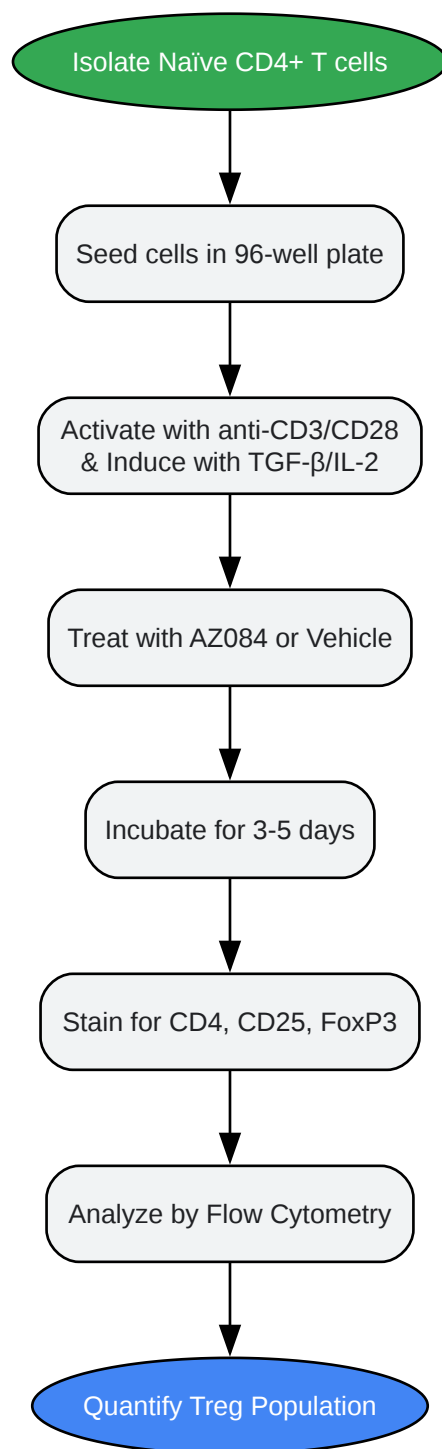 Isolate Naïve CD4+ T cells
Seed cells in 96-well plate
Activate with anti-CD3/CD28
& Induce with TGF-β/IL-2
Treat with AZ084 or Vehicle
Incubate for 3-5 days
Stain for CD4, CD25, FoxP3
Analyze by Flow Cytometry
Quantify Treg Population